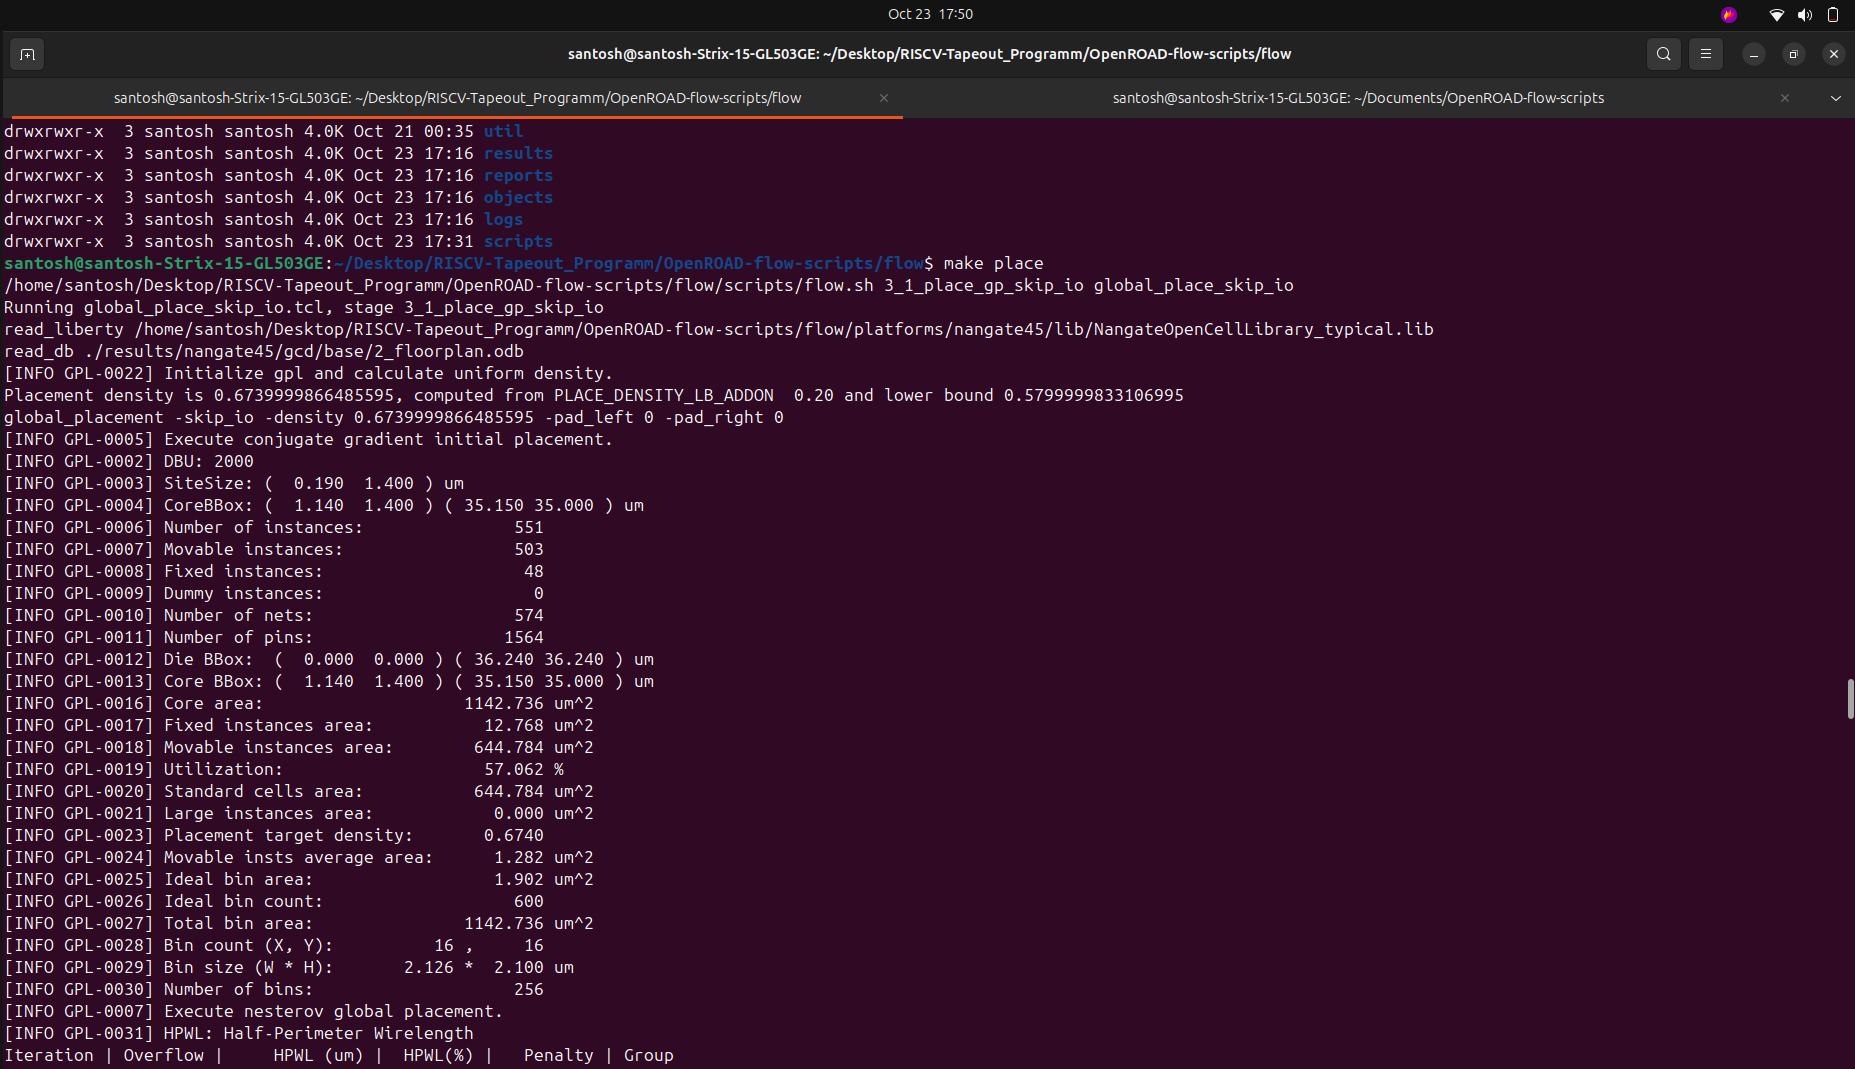 Oct 23  17:50
santosh@santosh-Strix-15-GL503GE: ~/Desktop/RISCV-Tapeout_Programm/OpenROAD-flow-scripts/flow
santosh@santosh-Strix-15-GL503GE: ~/Desktop/RISCV-Tapeout_Programm/OpenROAD-flow-scripts/flow
santosh@santosh-Strix-15-GL503GE: ~/Documents/OpenROAD-flow-scripts
drwxrwxr-x  3 santosh santosh 4.0K Oct 21 00:35 util
drwxrwxr-x  3 santosh santosh 4.0K Oct 23 17:16 results
drwxrwxr-x  3 santosh santosh 4.0K Oct 23 17:16 reports
drwxrwxr-x  3 santosh santosh 4.0K Oct 23 17:16 objects
drwxrwxr-x  3 santosh santosh 4.0K Oct 23 17:16 logs
drwxrwxr-x  3 santosh santosh 4.0K Oct 23 17:31 scripts
santosh@santosh-Strix-15-GL503GE:~/Desktop/RISCV-Tapeout_Programm/OpenROAD-flow-scripts/flow$ make place
/home/santosh/Desktop/RISCV-Tapeout_Programm/OpenROAD-flow-scripts/flow/scripts/flow.sh 3_1_place_gp_skip_io global_place_skip_io
Running global_place_skip_io.tcl, stage 3_1_place_gp_skip_io
read_liberty /home/santosh/Desktop/RISCV-Tapeout_Programm/OpenROAD-flow-scripts/flow/platforms/nangate45/lib/NangateOpenCellLibrary_typical.lib
read_db ./results/nangate45/gcd/base/2_floorplan.odb
[INFO GPL-0022] Initialize gpl and calculate uniform density.
Placement density is 0.6739999866485595, computed from PLACE_DENSITY_LB_ADDON  0.20 and lower bound 0.5799999833106995
global_placement -skip_io -density 0.6739999866485595 -pad_left 0 -pad_right 0
[INFO GPL-0005] Execute conjugate gradient initial placement.
[INFO GPL-0002] DBU: 2000
[INFO GPL-0003] SiteSize: (  0.190  1.400 ) um
[INFO GPL-0004] CoreBBox: (  1.140  1.400 ) ( 35.150 35.000 ) um
[INFO GPL-0006] Number of instances:               551
[INFO GPL-0007] Movable instances:                 503
[INFO GPL-0008] Fixed instances:                    48
[INFO GPL-0009] Dummy instances:                     0
[INFO GPL-0010] Number of nets:                    574
[INFO GPL-0011] Number of pins:                   1564
[INFO GPL-0012] Die BBox:  (  0.000  0.000 ) ( 36.240 36.240 ) um
[INFO GPL-0013] Core BBox: (  1.140  1.400 ) ( 35.150 35.000 ) um
[INFO GPL-0016] Core area:                    1142.736 um^2
[INFO GPL-0017] Fixed instances area:           12.768 um^2
[INFO GPL-0018] Movable instances area:        644.784 um^2
[INFO GPL-0019] Utilization:                    57.062 %
[INFO GPL-0020] Standard cells area:           644.784 um^2
[INFO GPL-0021] Large instances area:            0.000 um^2
[INFO GPL-0023] Placement target density:       0.6740
[INFO GPL-0024] Movable insts average area:      1.282 um^2
[INFO GPL-0025] Ideal bin area:                  1.902 um^2
[INFO GPL-0026] Ideal bin count:                   600
[INFO GPL-0027] Total bin area:               1142.736 um^2
[INFO GPL-0028] Bin count (X, Y):          16 ,     16
[INFO GPL-0029] Bin size (W * H):       2.126 *  2.100 um
[INFO GPL-0030] Number of bins:                    256
[INFO GPL-0007] Execute nesterov global placement.
[INFO GPL-0031] HPWL: Half-Perimeter Wirelength
Iteration | Overflow |     HPWL (um) |  HPWL(%) |   Penalty | Group